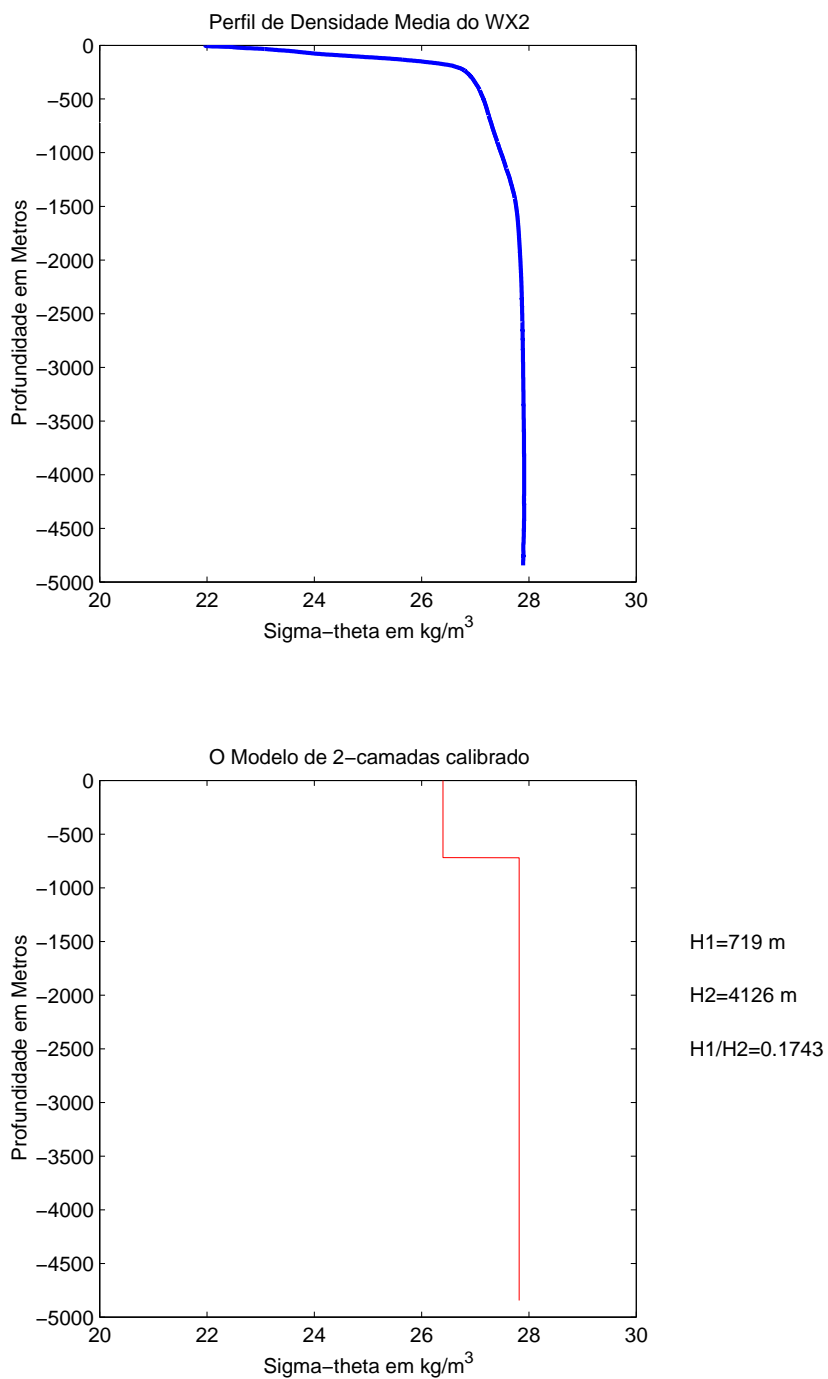 Perfil de Densidade Media do WX2
0
−500
−1000
−1500
−2000
−2500
−3000
−3500
−4000
−4500
−5000
Profundidade em Metros
20 22 24 26 28 30
Sigma−theta em kg/m³
O Modelo de 2−camadas calibrado
0
−500
−1000
−1500
−2000
−2500
−3000
−3500
−4000
−4500
−5000
Profundidade em Metros
20 22 24 26 28 30
Sigma−theta em kg/m³
H1=719 m
H2=4126 m
H1/H2=0.1743